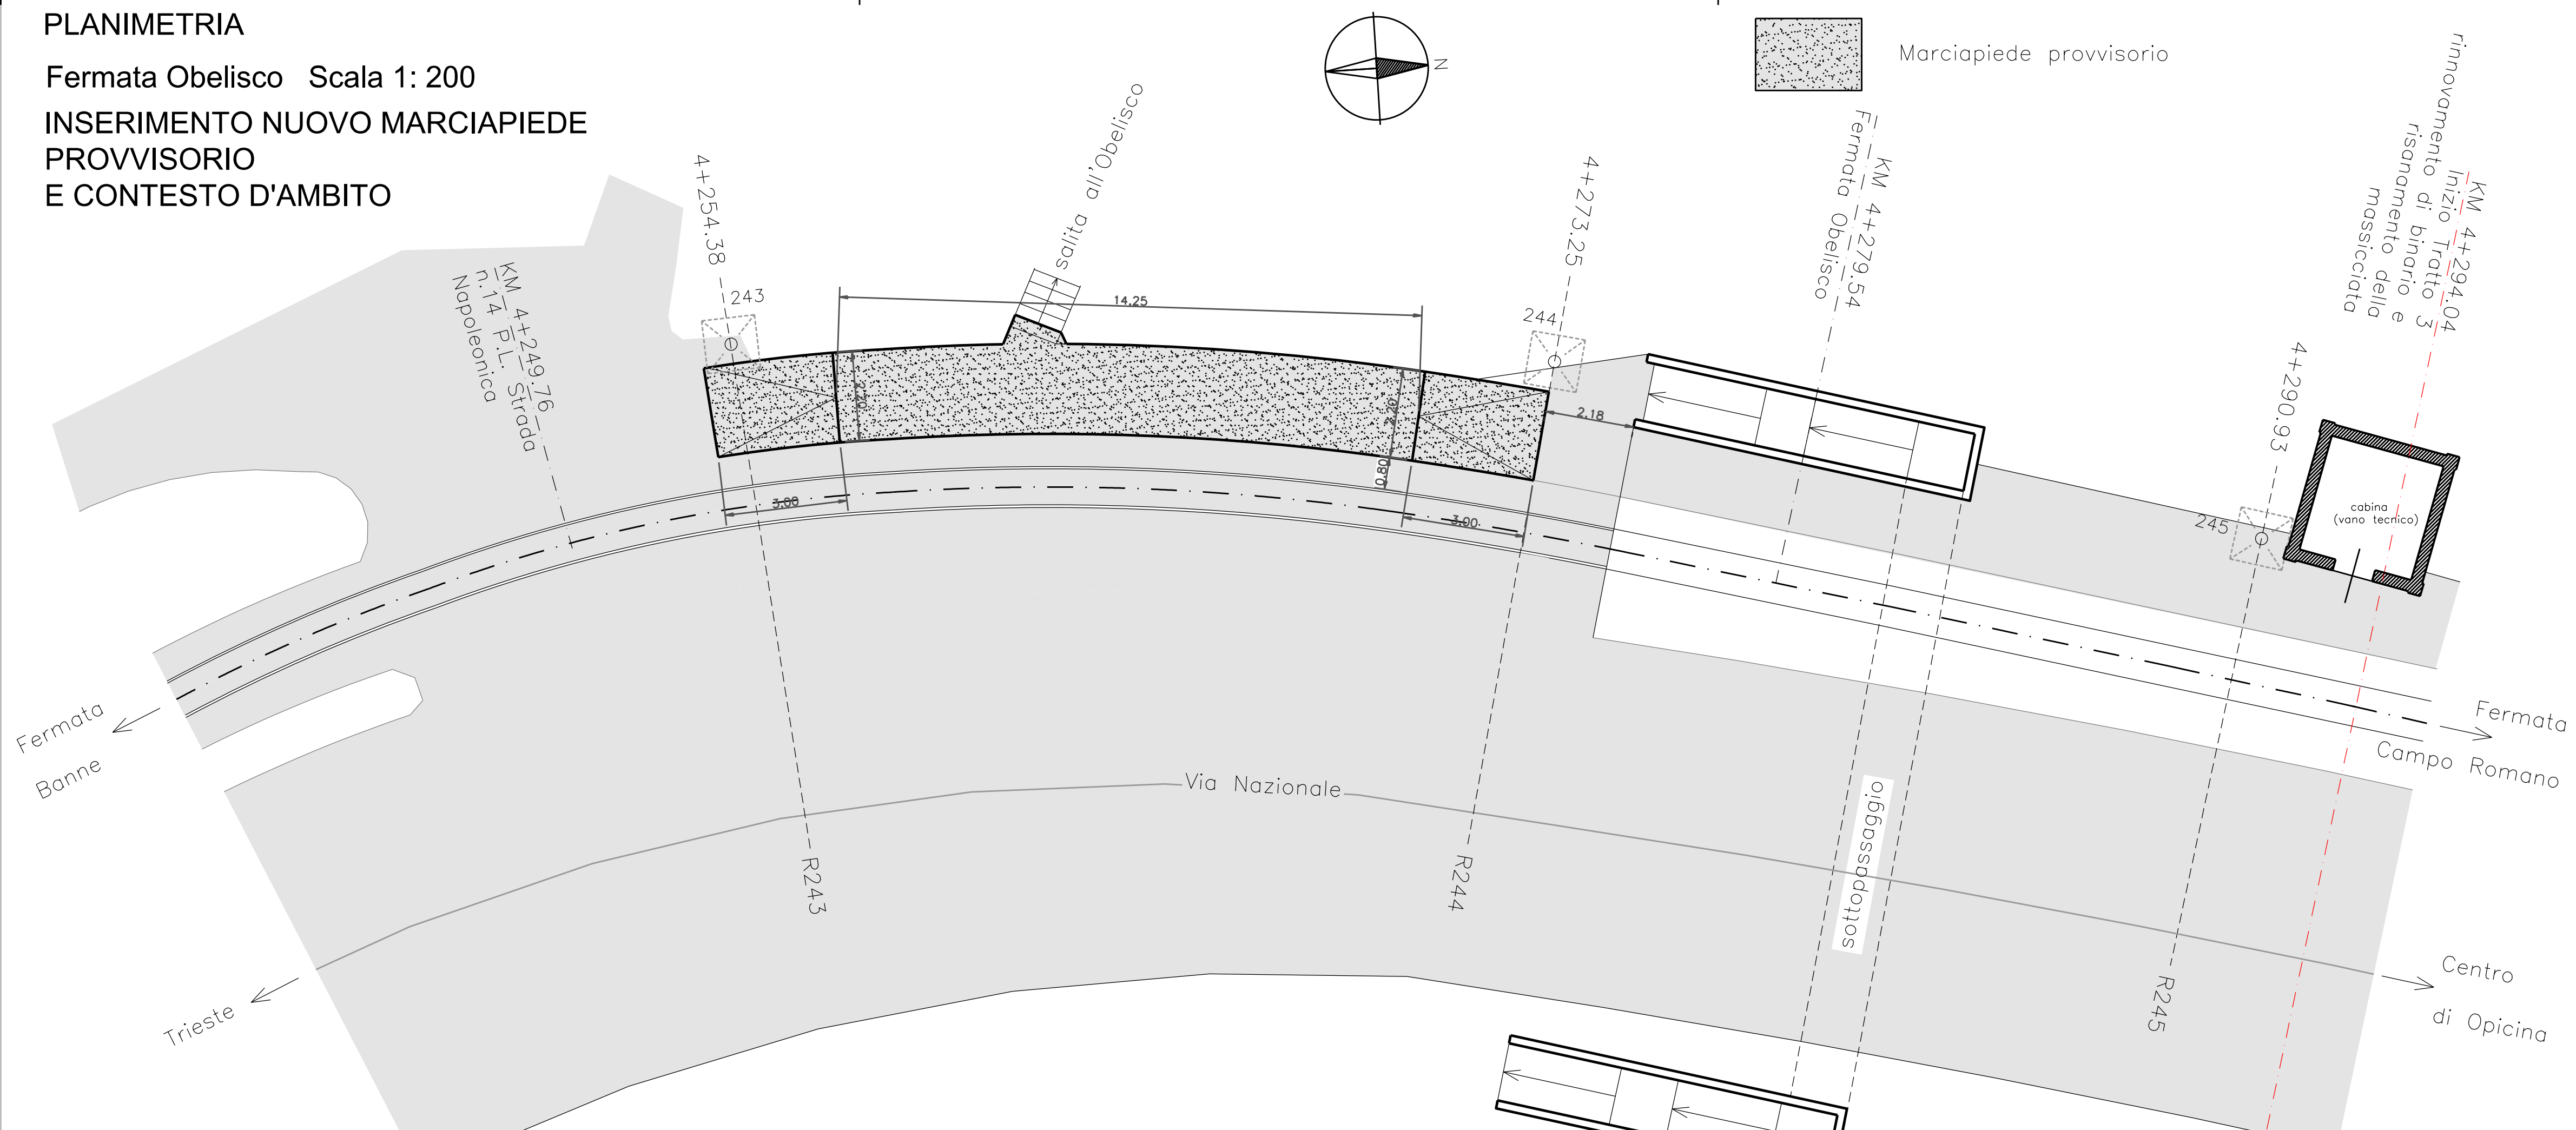 PLANIMETRIA
Fermata Obelisco Scala 1: 200
INSERIMENTO NUOVO MARCIAPIEDE
PROVVISORIO
E CONTESTO D'AMBITO
N
Marciapiede provvisorio
KM 4+249.76
n.14 P.L. Strada
Napoleonica
4+254.38
243
salita all'Obelisco
14.25
4+273.25
244
KM 4+279.54
Fermata Obelisco
KM 4+294.04
Inizio Tratto 3
rinnovamento di binario e
risanamento della
massicciata
4+290.93
245
cabina
(vano tecnico)
2.20
2.20
0.80
2.18
3.00
3.00
Fermata
Banne
Fermata
Campo Romano
Via Nazionale
sottopassaggio
R243
R244
R245
Trieste
Centro
di Opicina